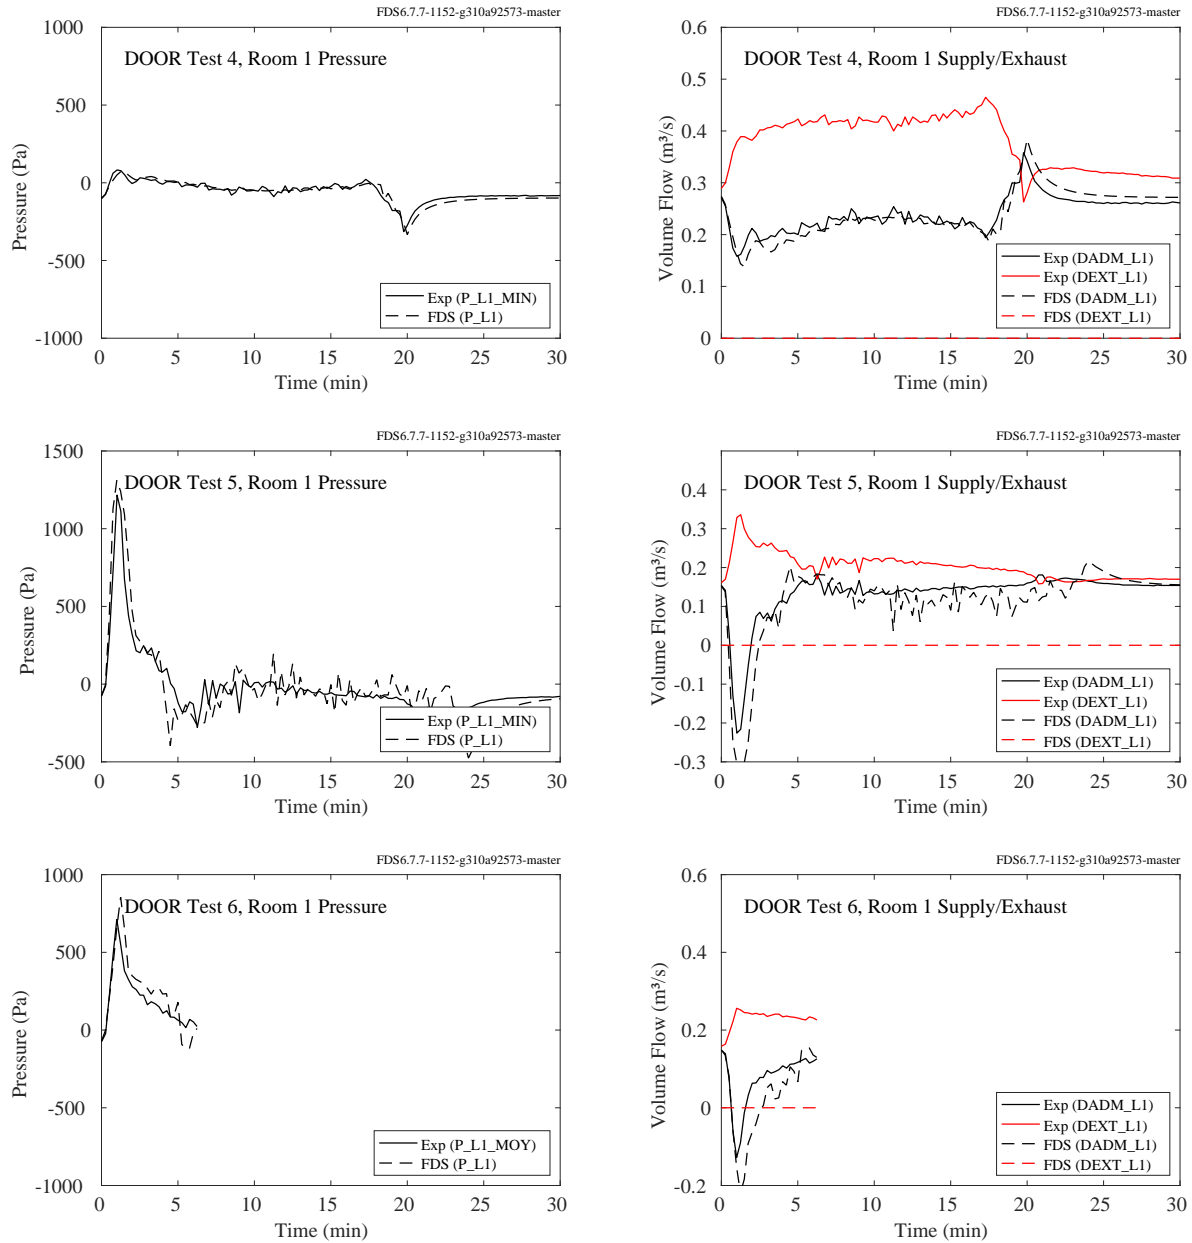 FDS6.7.7-1152-g310a92573-master
DOOR Test 4, Room 1 Pressure
1000
500
0
-500
-1000
Pressure (Pa)
Exp (P_L1_MIN)
FDS (P_L1)
0 5 10 15 20 25 30
Time (min)
FDS6.7.7-1152-g310a92573-master
DOOR Test 4, Room 1 Supply/Exhaust
0.6
0.5
0.4
0.3
0.2
0.1
0
Volume Flow (m³/s)
Exp (DADM_L1)
Exp (DEXT_L1)
FDS (DADM_L1)
FDS (DEXT_L1)
0 5 10 15 20 25 30
Time (min)
FDS6.7.7-1152-g310a92573-master
DOOR Test 5, Room 1 Pressure
1500
1000
500
0
-500
Pressure (Pa)
Exp (P_L1_MIN)
FDS (P_L1)
0 5 10 15 20 25 30
Time (min)
FDS6.7.7-1152-g310a92573-master
DOOR Test 5, Room 1 Supply/Exhaust
0.4
0.3
0.2
0.1
0
-0.1
-0.2
-0.3
Volume Flow (m³/s)
Exp (DADM_L1)
Exp (DEXT_L1)
FDS (DADM_L1)
FDS (DEXT_L1)
0 5 10 15 20 25 30
Time (min)
FDS6.7.7-1152-g310a92573-master
DOOR Test 6, Room 1 Pressure
1000
500
0
-500
-1000
Pressure (Pa)
Exp (P_L1_MOY)
FDS (P_L1)
0 5 10 15 20 25 30
Time (min)
FDS6.7.7-1152-g310a92573-master
DOOR Test 6, Room 1 Supply/Exhaust
0.6
0.4
0.2
0
-0.2
Volume Flow (m³/s)
Exp (DADM_L1)
Exp (DEXT_L1)
FDS (DADM_L1)
FDS (DEXT_L1)
0 5 10 15 20 25 30
Time (min)